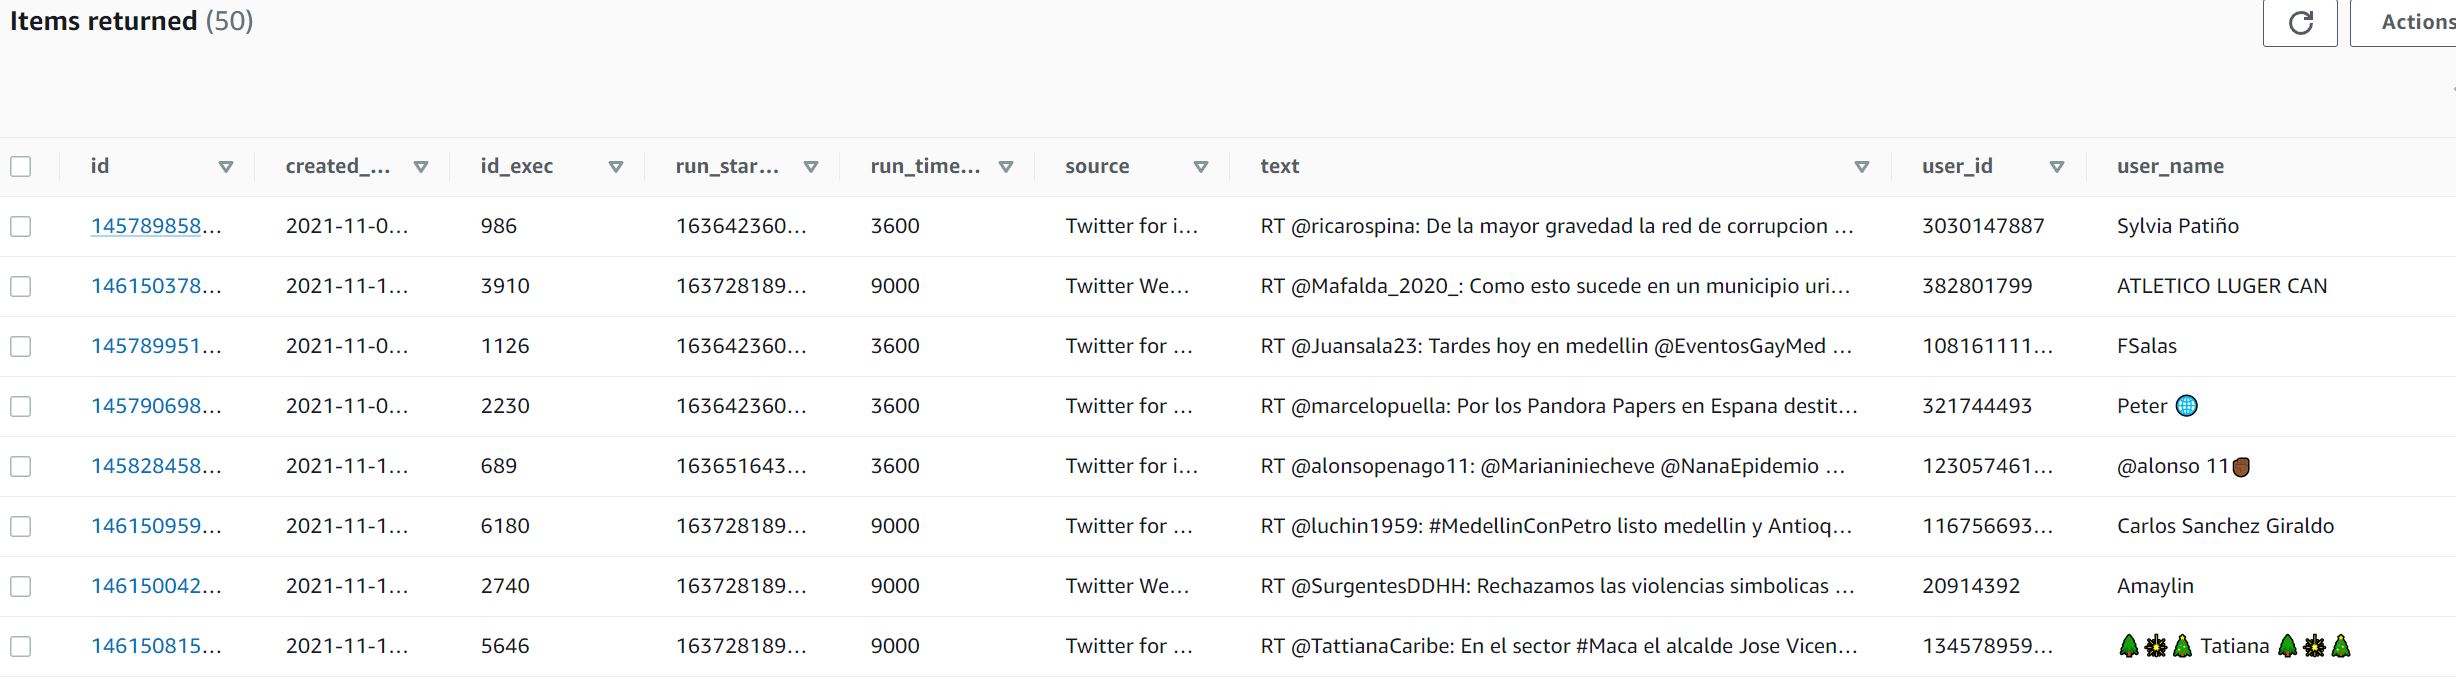 Items returned (50)
Actions
id created_... id_exec run_star... run_time... source text user_id user_name
145789858... 2021-11-0... 986 163642360... 3600 Twitter for i... RT @ricarospina: De la mayor gravedad la red de corrupcion ... 3030147887 Sylvia Patiño
146150378... 2021-11-1... 3910 163728189... 9000 Twitter We... RT @Mafalda_2020_: Como esto sucede en un municipio uri... 382801799 ATLETICO LUGER CAN
145789951... 2021-11-0... 1126 163642360... 3600 Twitter for ... RT @Juansala23: Tardes hoy en medellin @EventosGayMed ... 108161111... FSalas
145790698... 2021-11-0... 2230 163642360... 3600 Twitter for ... RT @marcelopuella: Por los Pandora Papers en Espana destit... 321744493 Peter 🌐
145828458... 2021-11-1... 689 163651643... 3600 Twitter for i... RT @alonsopenago11: @Marianiniecheve @NanaEpidemio ... 123057461... @alonso 11✊🏾
146150959... 2021-11-1... 6180 163728189... 9000 Twitter for ... RT @luchin1959: #MedellinConPetro listo medellin y Antioq... 116756693... Carlos Sanchez Giraldo
146150042... 2021-11-1... 2740 163728189... 9000 Twitter We... RT @SurgentesDDHH: Rechazamos las violencias simbolicas ... 20914392 Amaylin
146150815... 2021-11-1... 5646 163728189... 9000 Twitter for ... RT @TattianaCaribe: En el sector #Maca el alcalde Jose Vicen... 134578959... 🌲☀🎄 Tatiana 🌲☀🎄